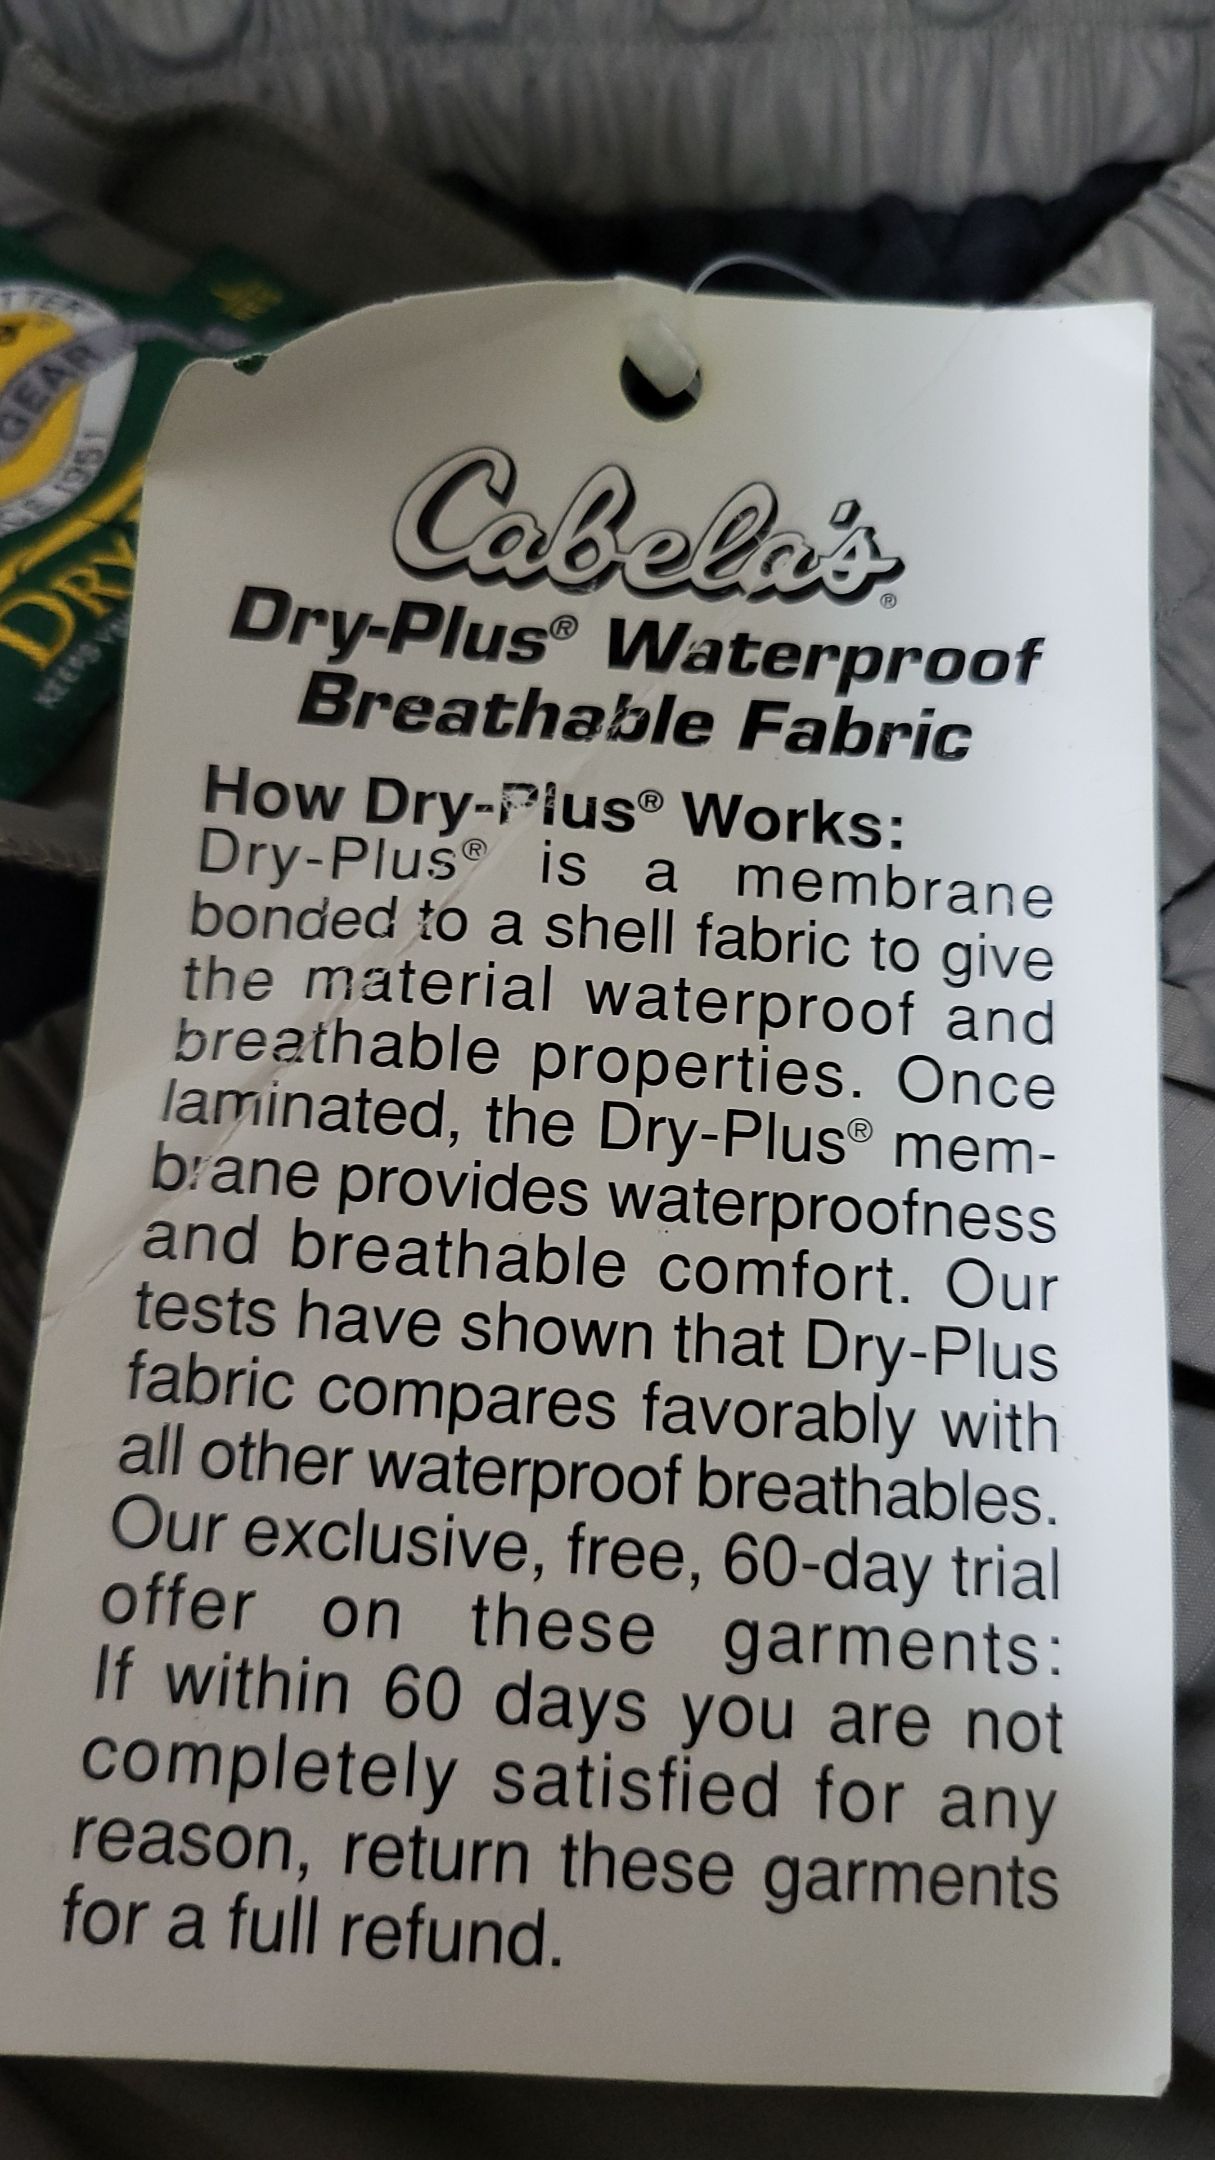 GEAR
1961
DRY
Cabela's®
Dry-Plus® Waterproof
Breathable Fabric
How Dry-Plus® Works:
Dry-Plus® is a membrane
bonded to a shell fabric to give
the material waterproof and
breathable properties. Once
laminated, the Dry-Plus® mem-
brane provides waterproofness
and breathable comfort. Our
tests have shown that Dry-Plus
fabric compares favorably with
all other waterproof breathables.
Our exclusive, free, 60-day trial
offer on these garments:
If within 60 days you are not
completely satisfied for any
reason, return these garments
for a full refund.